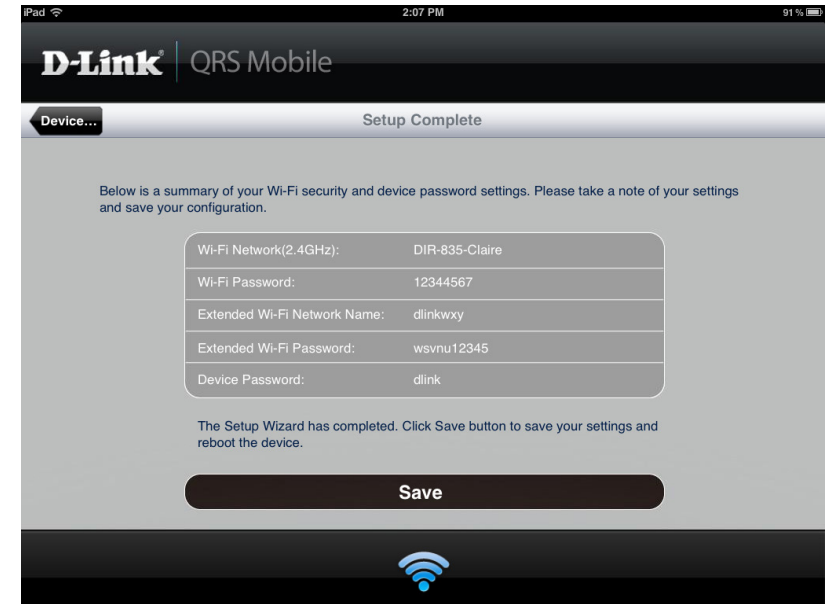 iPad 2:07 PM 91%
D-Link® QRS Mobile
Device... Setup Complete
Below is a summary of your Wi-Fi security and device password settings. Please take a note of your settings
and save your configuration.
Wi-Fi Network(2.4GHz): DIR-835-Claire
Wi-Fi Password: 12344567
Extended Wi-Fi Network Name: dlinkwxy
Extended Wi-Fi Password: wsvnu12345
Device Password: dlink
The Setup Wizard has completed. Click Save button to save your settings and
reboot the device.
Save